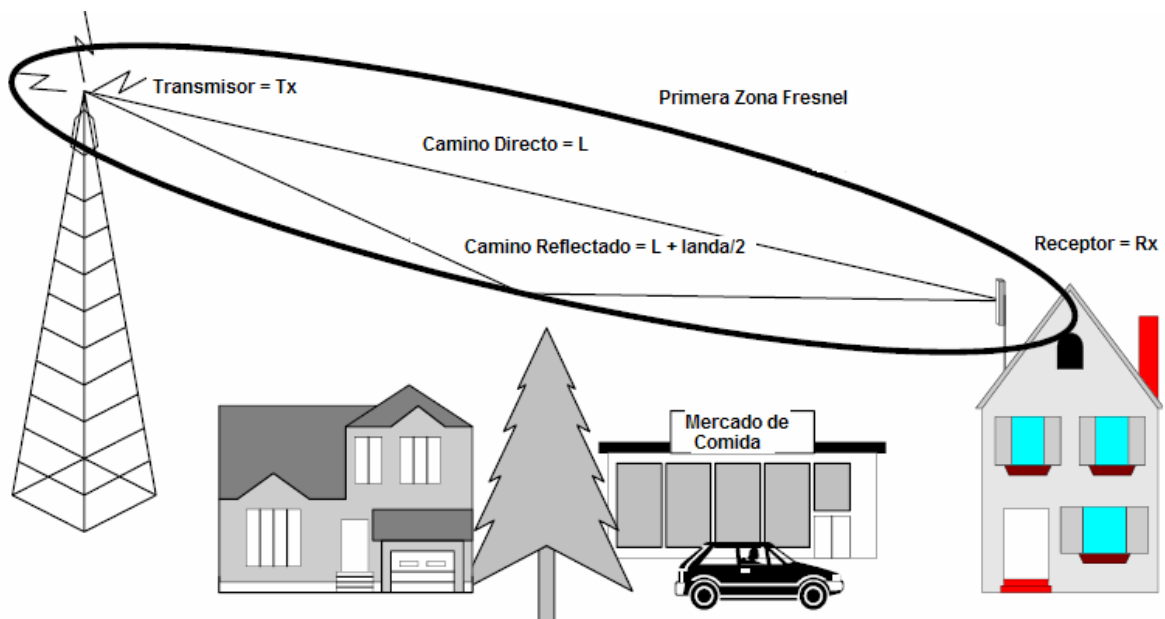 Transmisor = Tx
Primera Zona Fresnel
Camino Directo = L
Camino Reflectado = L + landa/2
Receptor = Rx
Mercado de
Comida